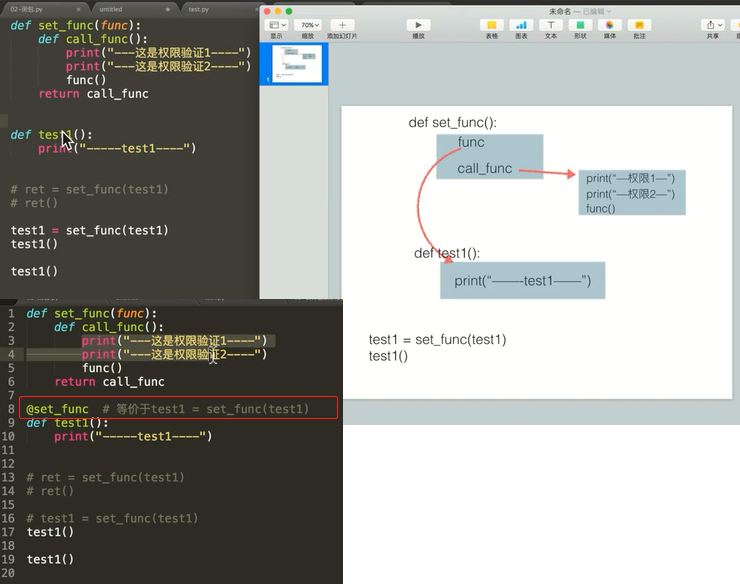 02-闭包.py
untitled
test.py
def set_func(func):
def call_func():
print("---这是权限验证1----")
print("---这是权限验证2----")
func()
return call_func
def test1():
print("-----test1----")
# ret = set_func(test1)
# ret()
test1 = set_func(test1)
test1()
test1()
未命名 — 已编辑
显示
70%
缩放
添加幻灯片
播放
表格
图表
文本
形状
媒体
批注
共享
1
def set_func():
func
call_func
print("—权限1—")
print("—权限2—")
func()
def test1():
print("——-test1——")
test1 = set_func(test1)
test1()
1 def set_func(func):
2 def call_func():
3 print("---这是权限验证1----")
4 print("---这是权限验证2----")
5 func()
6 return call_func
7
8 @set_func # 等价于test1 = set_func(test1)
9 def test1():
10 print("-----test1----")
11
12
13 # ret = set_func(test1)
14 # ret()
15
16 # test1 = set_func(test1)
17 test1()
18
19 test1()
20